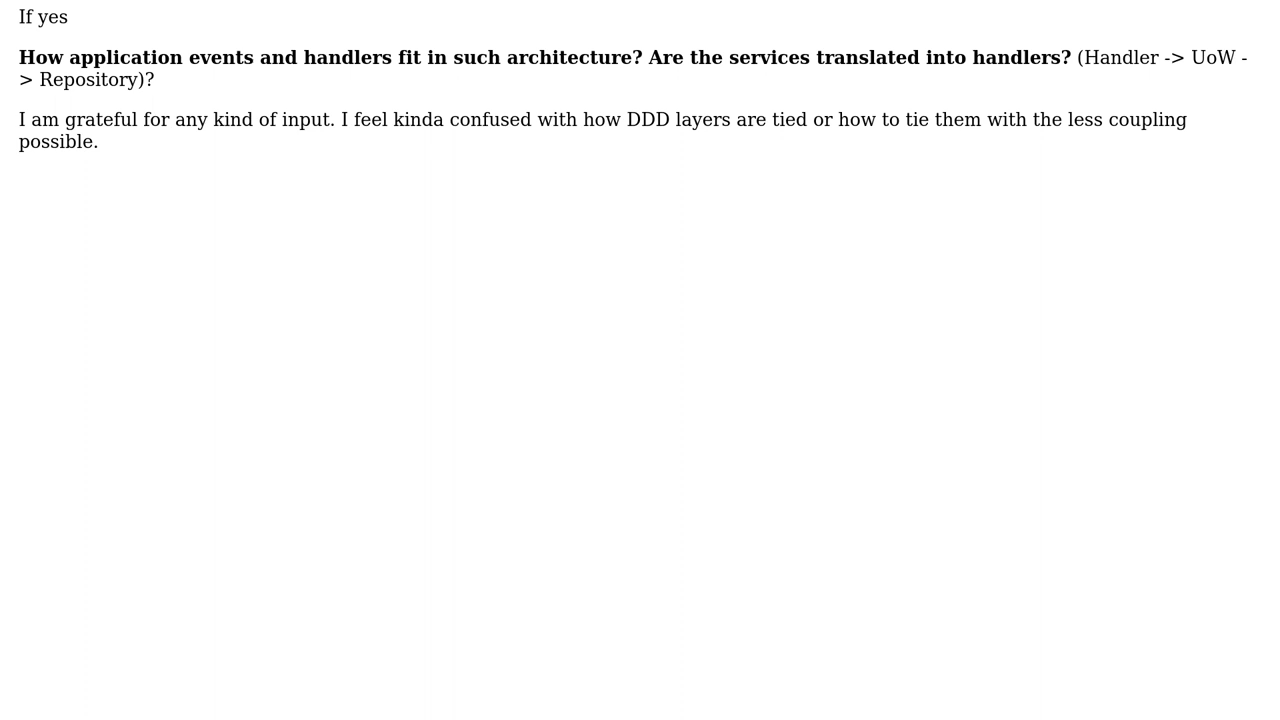 If yes
How application events and handlers fit in such architecture? Are the services translated into handlers? (Handler -> UoW -
> Repository)?
I am grateful for any kind of input. I feel kinda confused with how DDD layers are tied or how to tie them with the less coupling
possible.